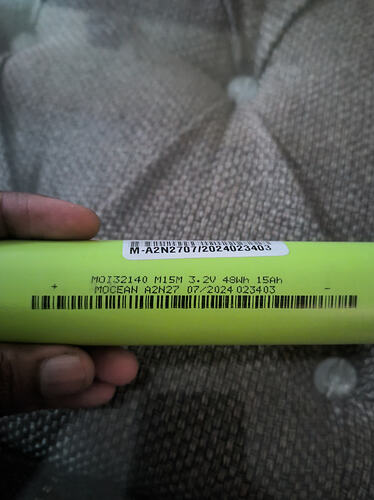 M-A2N2707/2024023403
MOI32140 M15M 3.2V 48Wh 15Ah
+ -
MOCEAN A2N27 07/2024 023403